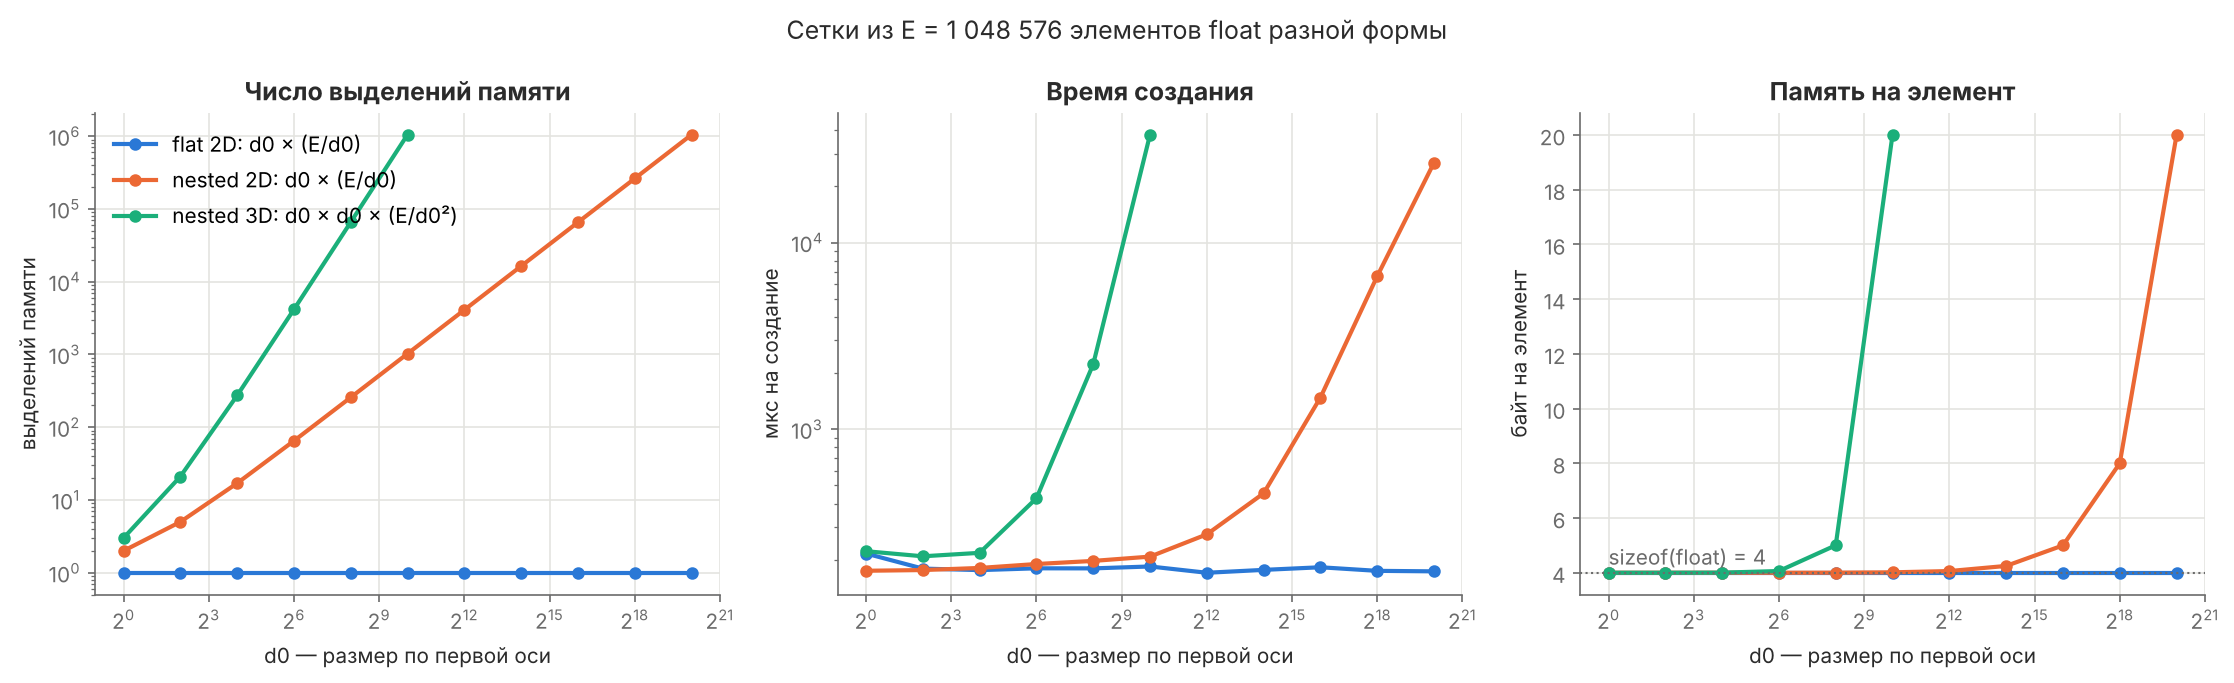 Сетки из E = 1 048 576 элементов float разной формы
Число выделений памяти
выделений памяти
10⁶
10⁵
10⁴
10³
10²
10¹
10⁰
flat 2D: d0 × (E/d0)
nested 2D: d0 × (E/d0)
nested 3D: d0 × d0 × (E/d0²)
2⁰ 2³ 2⁶ 2⁹ 2¹² 2¹⁵ 2¹⁸ 2²¹
d0 — размер по первой оси
Время создания
мкс на создание
10⁴
10³
2⁰ 2³ 2⁶ 2⁹ 2¹² 2¹⁵ 2¹⁸ 2²¹
d0 — размер по первой оси
Память на элемент
байт на элемент
20
18
16
14
12
10
8
6
4
sizeof(float) = 4
2⁰ 2³ 2⁶ 2⁹ 2¹² 2¹⁵ 2¹⁸ 2²¹
d0 — размер по первой оси